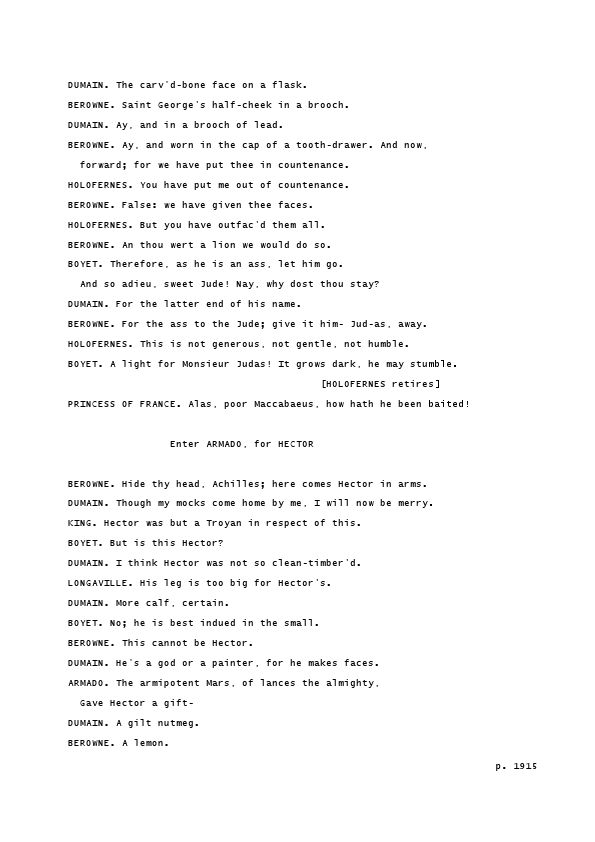 DUMAIN. The carv'd-bone face on a flask.
BEROWNE. Saint George's half-cheek in a brooch.
DUMAIN. Ay, and in a brooch of lead.
BEROWNE. Ay, and worn in the cap of a tooth-drawer. And now,
forward; for we have put thee in countenance.
HOLOFERNES. You have put me out of countenance.
BEROWNE. False: we have given thee faces.
HOLOFERNES. But you have outfac'd them all.
BEROWNE. An thou wert a lion we would do so.
BOYET. Therefore, as he is an ass, let him go.
And so adieu, sweet Jude! Nay, why dost thou stay?
DUMAIN. For the latter end of his name.
BEROWNE. For the ass to the Jude; give it him- Jud-as, away.
HOLOFERNES. This is not generous, not gentle, not humble.
BOYET. A light for Monsieur Judas! It grows dark, he may stumble.
[HOLOFERNES retires]
PRINCESS OF FRANCE. Alas, poor Maccabaeus, how hath he been baited!
Enter ARMADO, for HECTOR
BEROWNE. Hide thy head, Achilles; here comes Hector in arms.
DUMAIN. Though my mocks come home by me, I will now be merry.
KING. Hector was but a Troyan in respect of this.
BOYET. But is this Hector?
DUMAIN. I think Hector was not so clean-timber'd.
LONGAVILLE. His leg is too big for Hector's.
DUMAIN. More calf, certain.
BOYET. No; he is best indued in the small.
BEROWNE. This cannot be Hector.
DUMAIN. He's a god or a painter, for he makes faces.
ARMADO. The armipotent Mars, of lances the almighty,
Gave Hector a gift-
DUMAIN. A gilt nutmeg.
BEROWNE. A lemon.
p. 1915